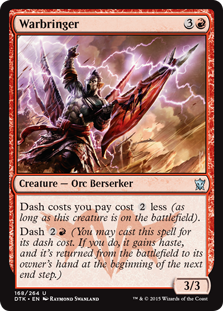 Warbringer 3
Creature — Orc Berserker
Dash costs you pay cost 2 less (as
long as this creature is on the battlefield).
Dash 2 (You may cast this spell for
its dash cost. If you do, it gains haste,
and it's returned from the battlefield to its
owner's hand at the beginning of the next
end step.)
3/3
168/264 U
DTK • EN Raymond Swanland
™ & © 2015 Wizards of the Coast